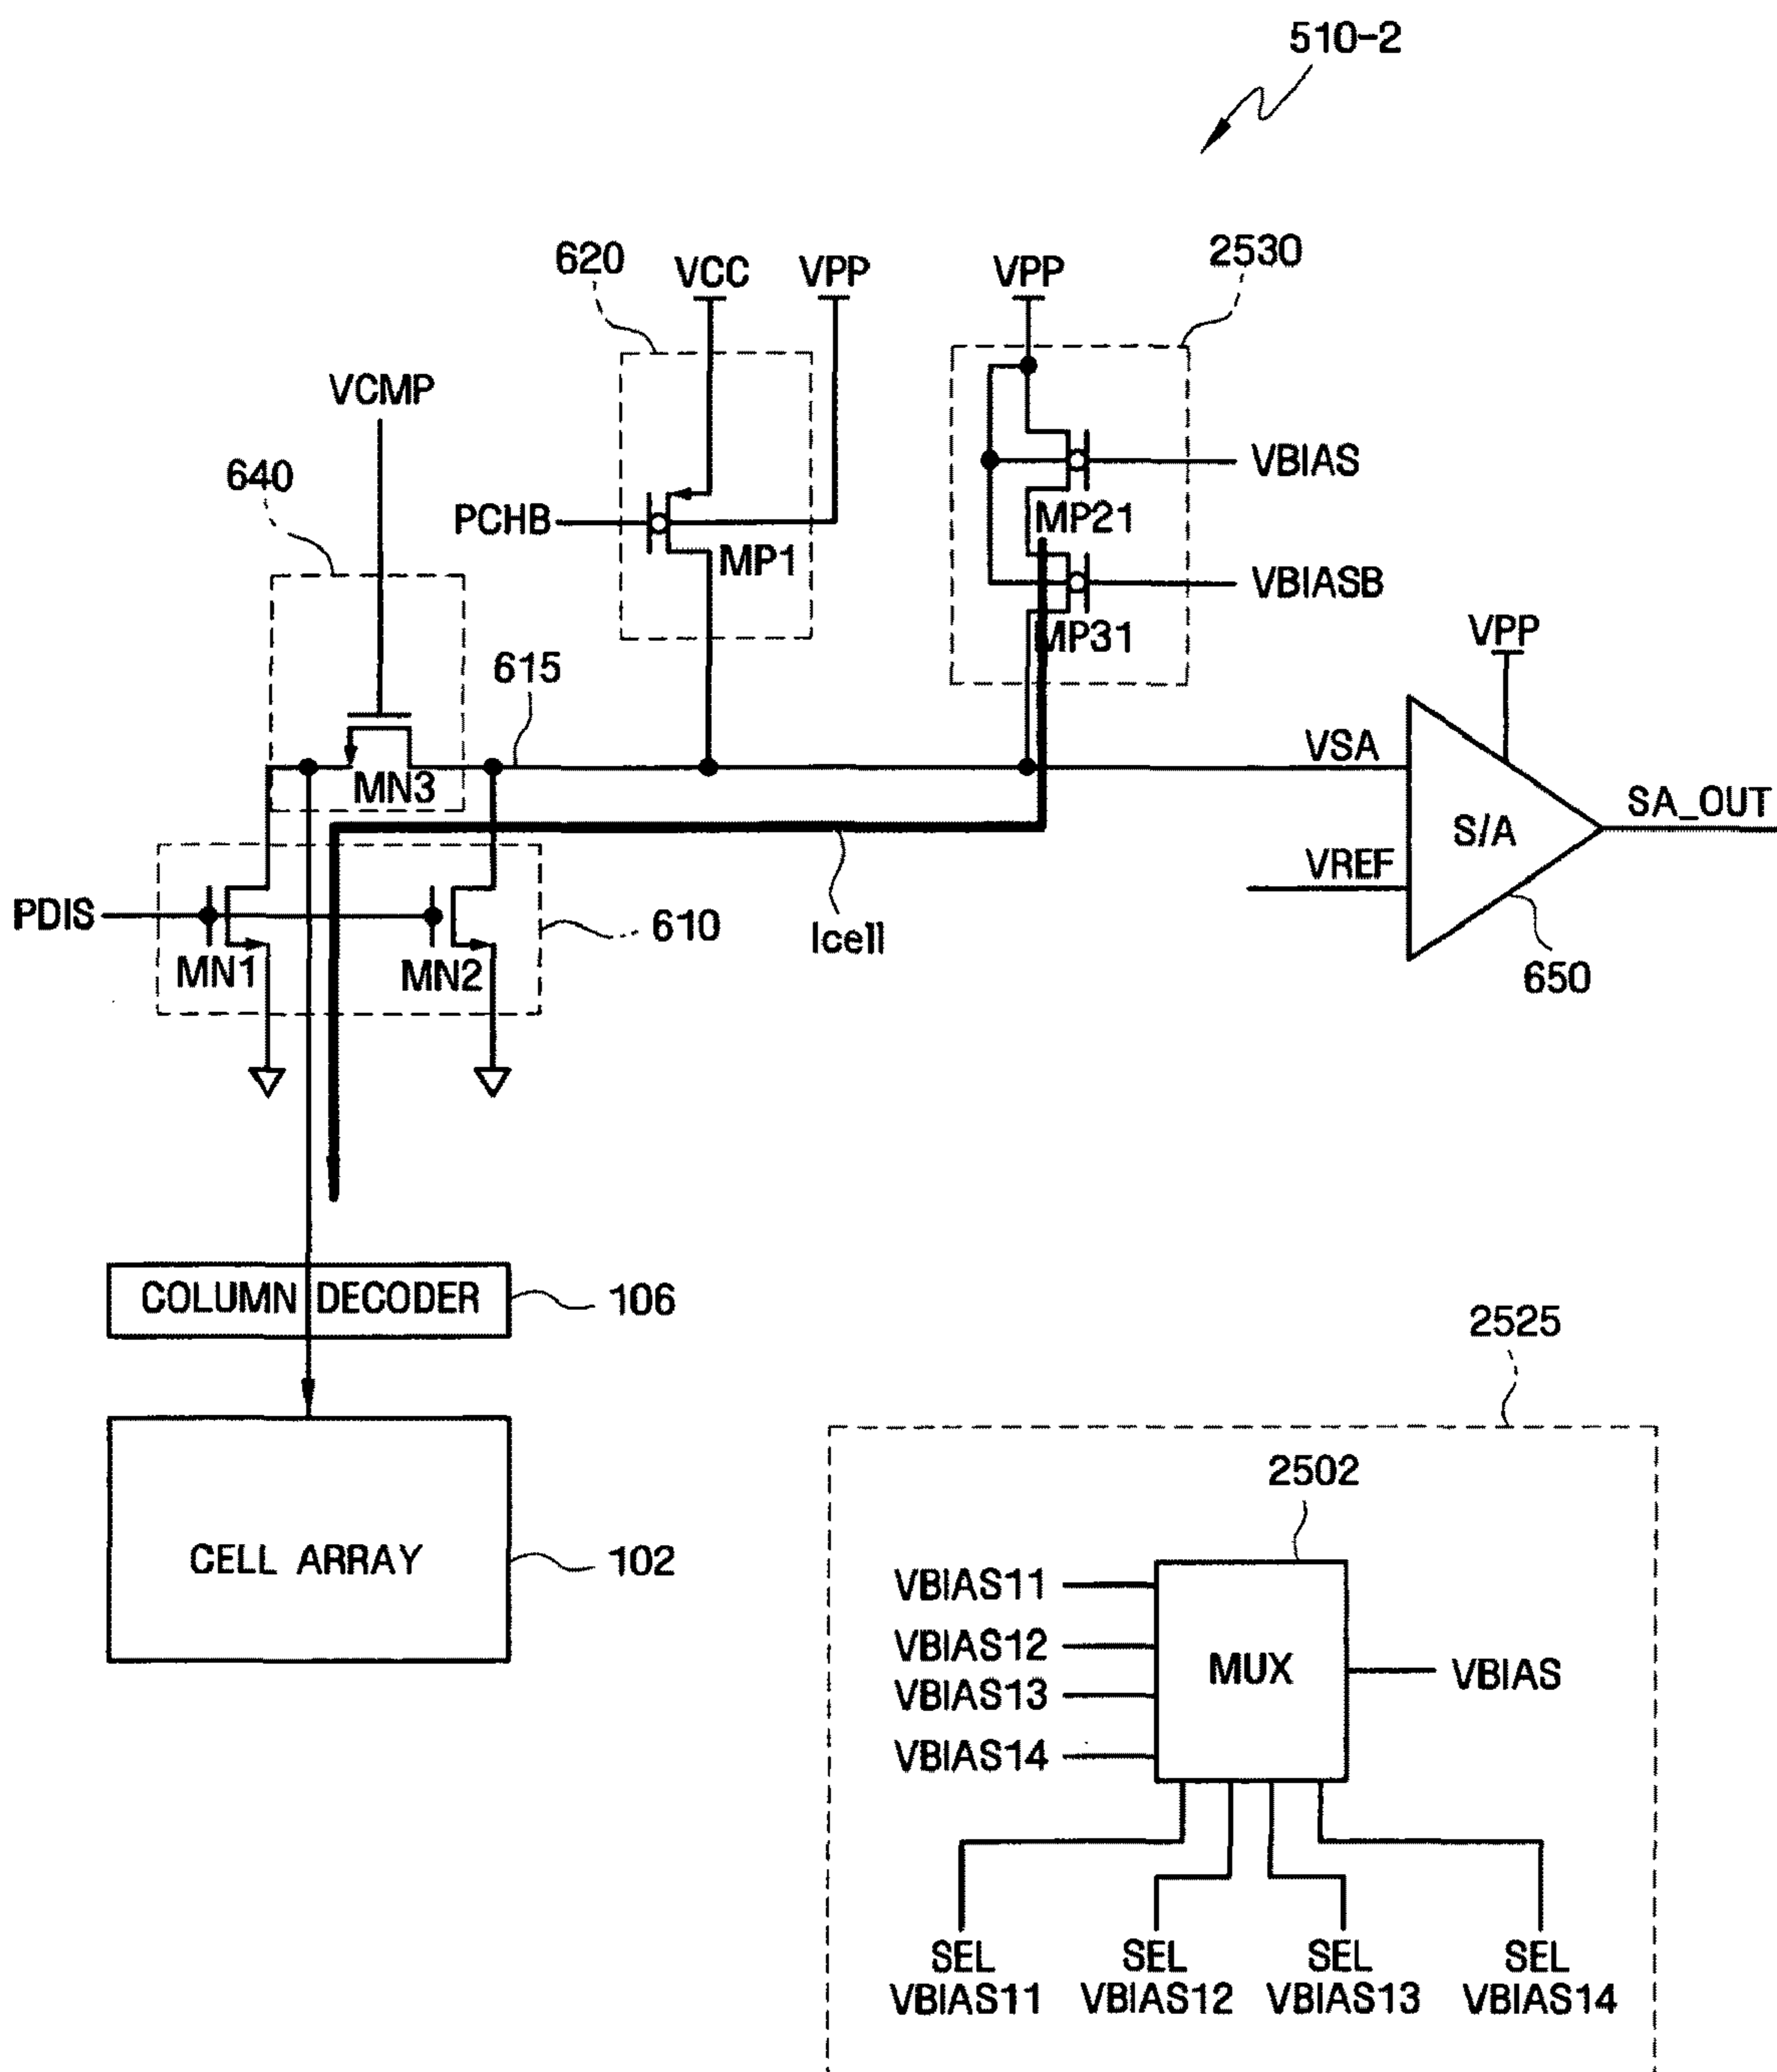 510-2
620
VCC
VPP
VPP
2530
VCMP
640
PCHB
MP1
VBIAS
MP21
VBIASB
MP31
615
VPP
MN3
VSA
S/A
SA_OUT
VREF
PDIS
MN1
MN2
610
Icell
650
COLUMN DECODER
106
CELL ARRAY
102
2525
2502
VBIAS11
VBIAS12
VBIAS13
VBIAS14
MUX
VBIAS
SEL
VBIAS11
SEL
VBIAS12
SEL
VBIAS13
SEL
VBIAS14